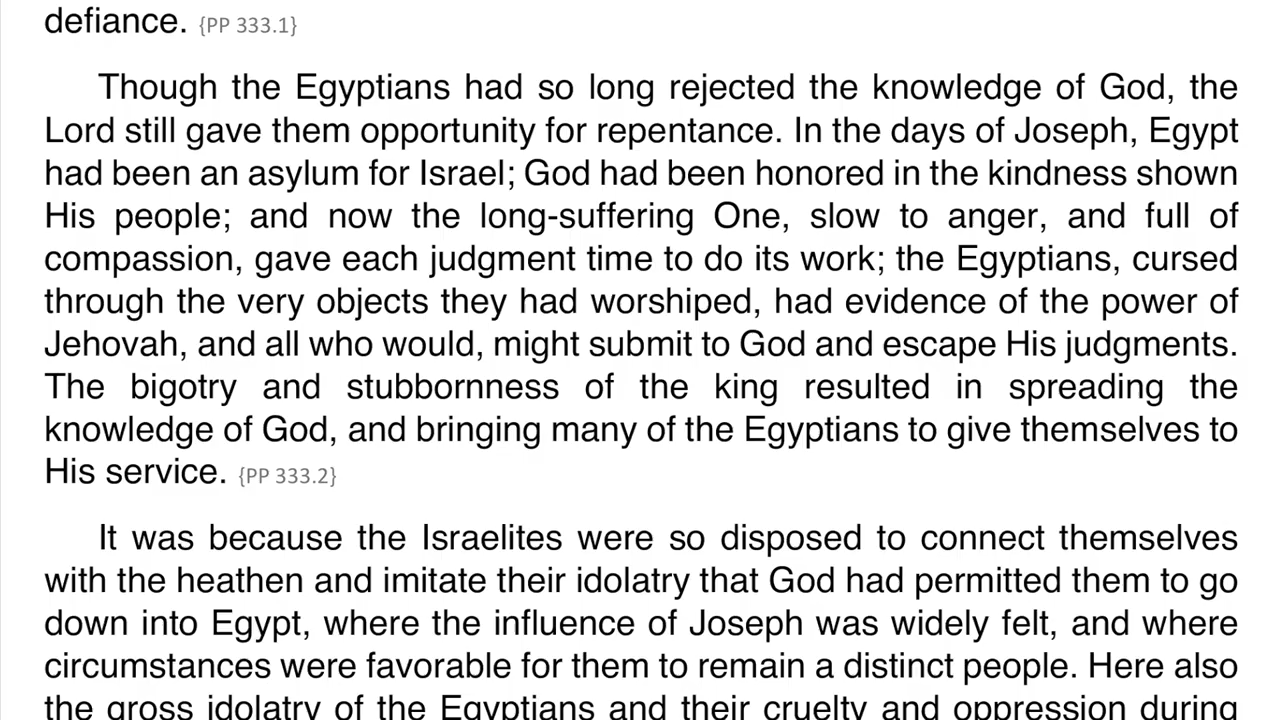 defiance. {PP 333.1}
Though the Egyptians had so long rejected the knowledge of God, the
Lord still gave them opportunity for repentance. In the days of Joseph, Egypt
had been an asylum for Israel; God had been honored in the kindness shown
His people; and now the long-suffering One, slow to anger, and full of
compassion, gave each judgment time to do its work; the Egyptians, cursed
through the very objects they had worshiped, had evidence of the power of
Jehovah, and all who would, might submit to God and escape His judgments.
The bigotry and stubbornness of the king resulted in spreading the
knowledge of God, and bringing many of the Egyptians to give themselves to
His service. {PP 333.2}
It was because the Israelites were so disposed to connect themselves
with the heathen and imitate their idolatry that God had permitted them to go
down into Egypt, where the influence of Joseph was widely felt, and where
circumstances were favorable for them to remain a distinct people. Here also
the gross idolatry of the Egyptians and their cruelty and oppression during